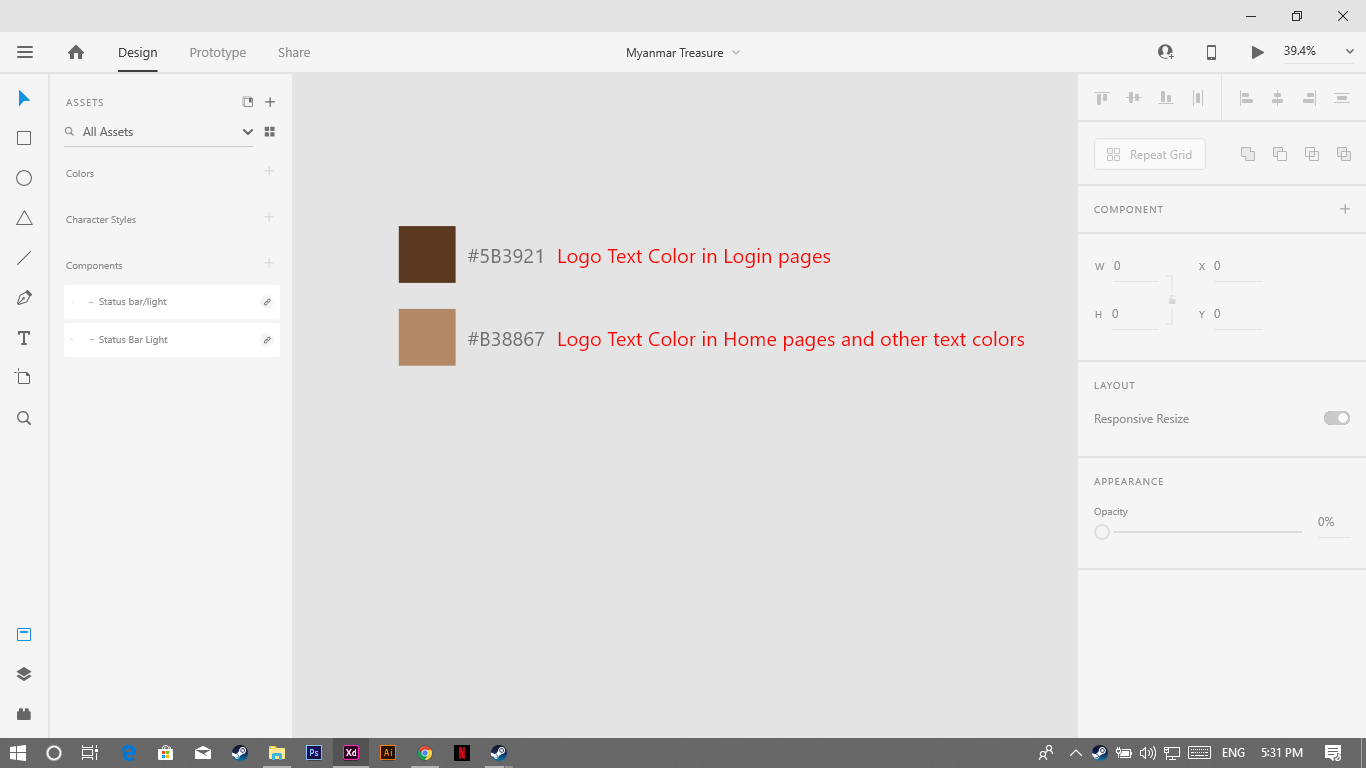 Design
Prototype
Share
Myanmar Treasure
39.4%
ASSETS
All Assets
Colors
Character Styles
Components
Status bar/light
Status Bar Light
#5B3921 Logo Text Color in Login pages
#B38867 Logo Text Color in Home pages and other text colors
Repeat Grid
COMPONENT
W 0 X 0
H 0 Y 0
LAYOUT
Responsive Resize
APPEARANCE
Opacity
0%
Ps
Xd
Ai
N
ENG
5:31 PM